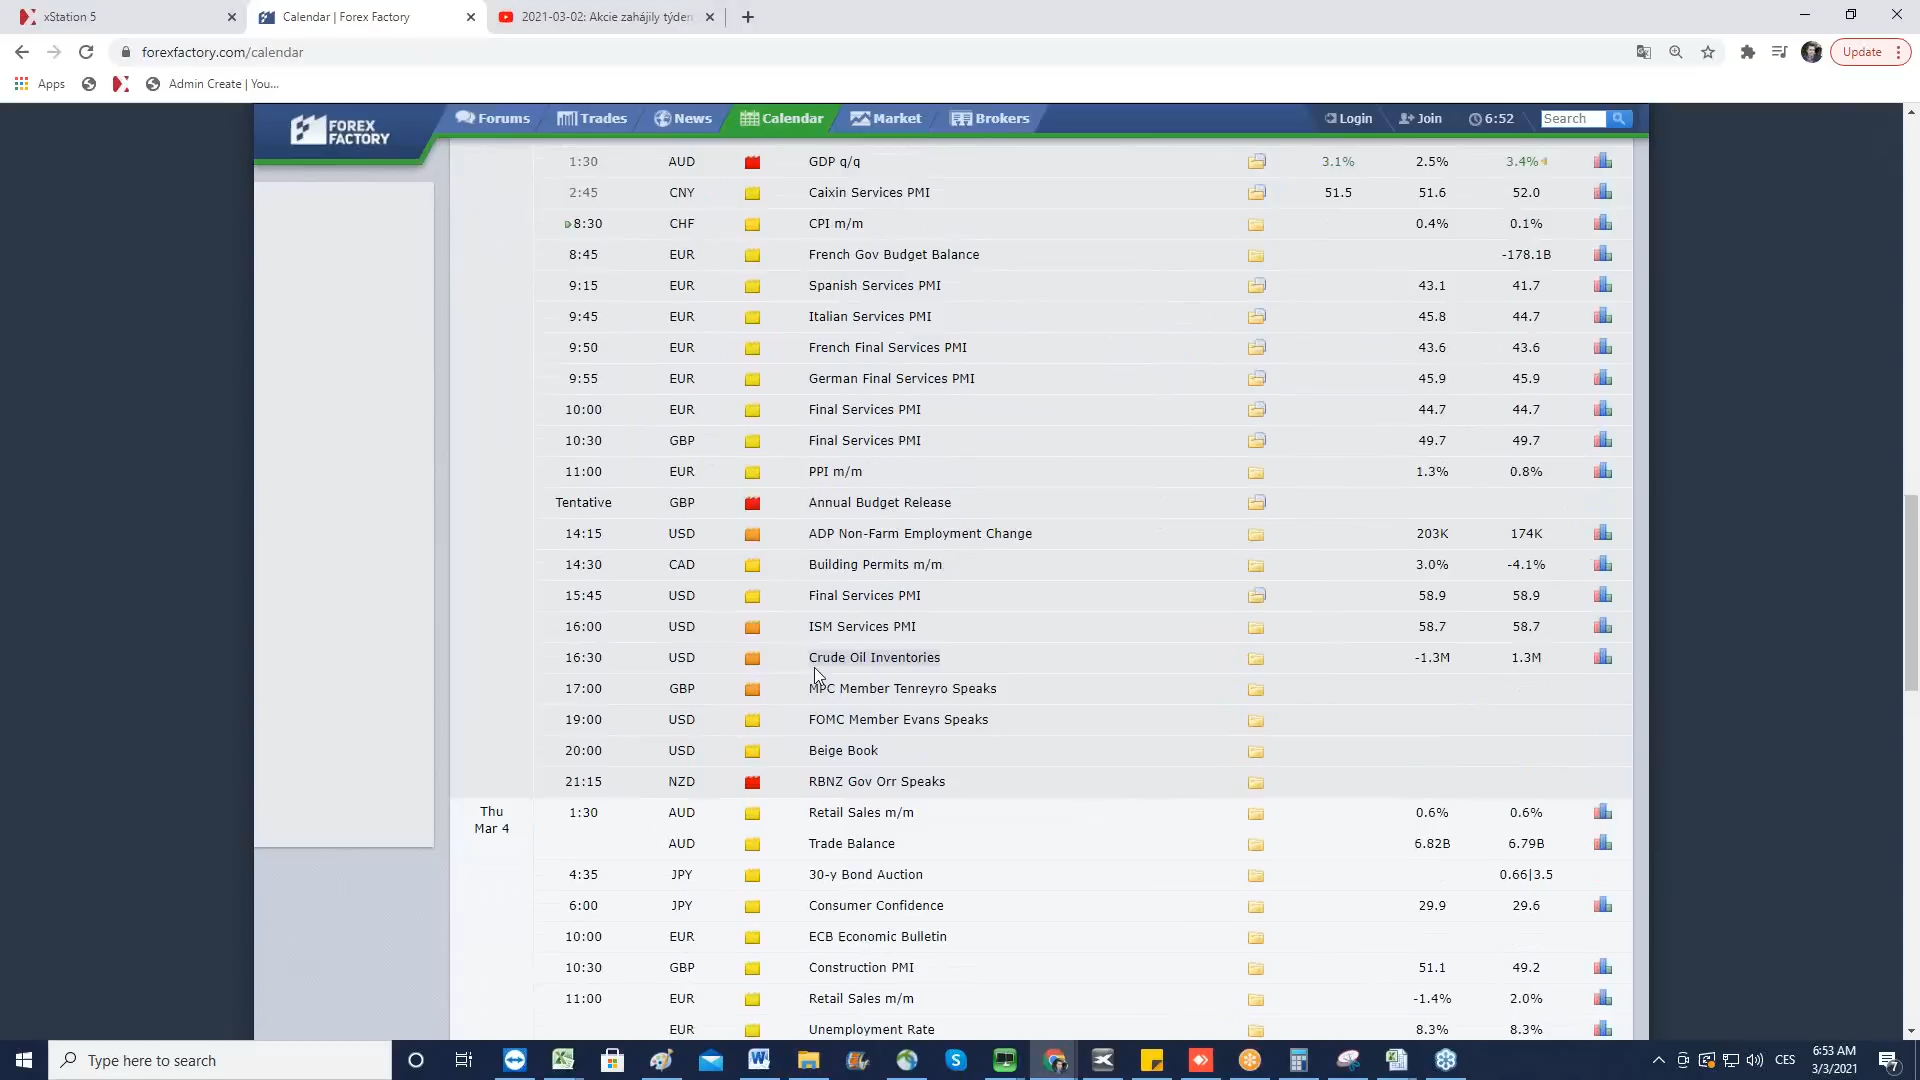 xStation 5
Calendar | Forex Factory
2021-03-02: Akcie zahájily týden
forexfactory.com/calendar
Update
Apps
Admin Create | You...
FOREX FACTORY
Forums
Trades
News
Calendar
Market
Brokers
Login
Join
6:52
Search
1:30 AUD GDP q/q 3.1% 2.5% 3.4%
2:45 CNY Caixin Services PMI 51.5 51.6 52.0
8:30 CHF CPI m/m 0.4% 0.1%
8:45 EUR French Gov Budget Balance -178.1B
9:15 EUR Spanish Services PMI 43.1 41.7
9:45 EUR Italian Services PMI 45.8 44.7
9:50 EUR French Final Services PMI 43.6 43.6
9:55 EUR German Final Services PMI 45.9 45.9
10:00 EUR Final Services PMI 44.7 44.7
10:30 GBP Final Services PMI 49.7 49.7
11:00 EUR PPI m/m 1.3% 0.8%
Tentative GBP Annual Budget Release
14:15 USD ADP Non-Farm Employment Change 203K 174K
14:30 CAD Building Permits m/m 3.0% -4.1%
15:45 USD Final Services PMI 58.9 58.9
16:00 USD ISM Services PMI 58.7 58.7
16:30 USD Crude Oil Inventories -1.3M 1.3M
17:00 GBP MPC Member Tenreyro Speaks
19:00 USD FOMC Member Evans Speaks
20:00 USD Beige Book
21:15 NZD RBNZ Gov Orr Speaks
Thu Mar 4 1:30 AUD Retail Sales m/m 0.6% 0.6%
AUD Trade Balance 6.82B 6.79B
4:35 JPY 30-y Bond Auction 0.66|3.5
6:00 JPY Consumer Confidence 29.9 29.6
10:00 EUR ECB Economic Bulletin
10:30 GBP Construction PMI 51.1 49.2
11:00 EUR Retail Sales m/m -1.4% 2.0%
EUR Unemployment Rate 8.3% 8.3%
Type here to search
CES
6:53 AM
3/3/2021
7